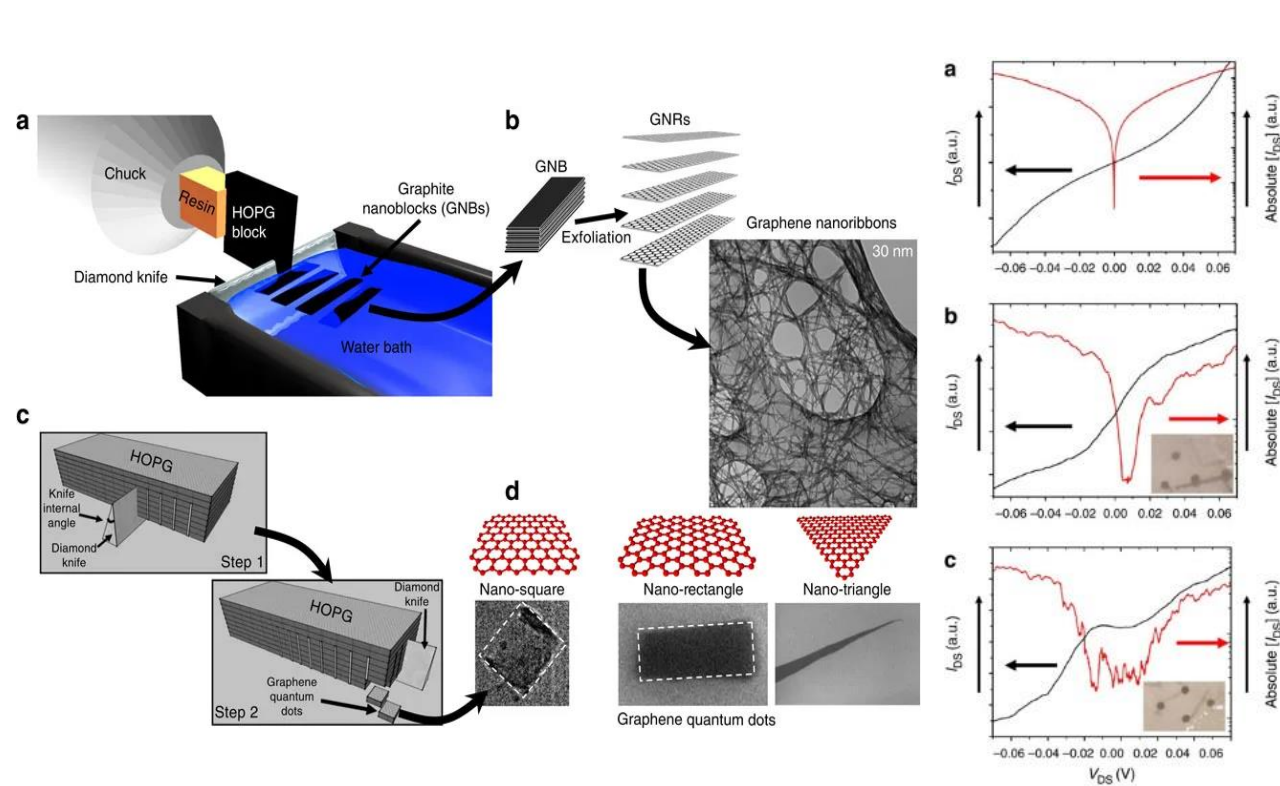 a
Chuck
Resin
HOPG
block
Graphite
nanoblocks (GNBs)
Diamond knife
Water bath
b
GNB
Exfoliation
GNRs
Graphene nanoribbons
30 nm
c
HOPG
Knife
internal
angle
Diamond
knife
Step 1
HOPG
Diamond
knife
Graphene
quantum
dots
Step 2
d
Nano-square
Nano-rectangle
Nano-triangle
Graphene quantum dots
a
I_DS (a.u.)
Absolute [I_DS] (a.u.)
−0.06 −0.04 −0.02 0.00 0.02 0.04 0.06
b
I_DS (a.u.)
Absolute [I_DS] (a.u.)
−0.06 −0.04 −0.02 0.00 0.02 0.04 0.06
c
I_DS (a.u.)
Absolute [I_DS] (a.u.)
−0.06 −0.04 −0.02 0.00 0.02 0.04 0.06
V_DS (V)